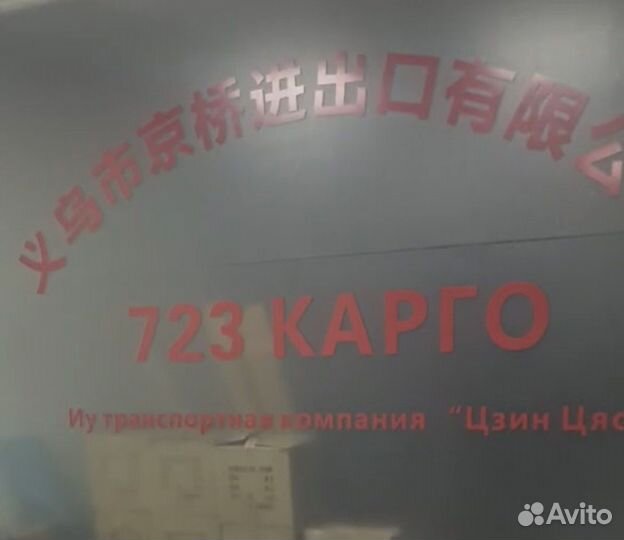 义乌市京桥进出口有限公
723 КАРГО
Иу транспортная компания "Цзин Цяо
Avito